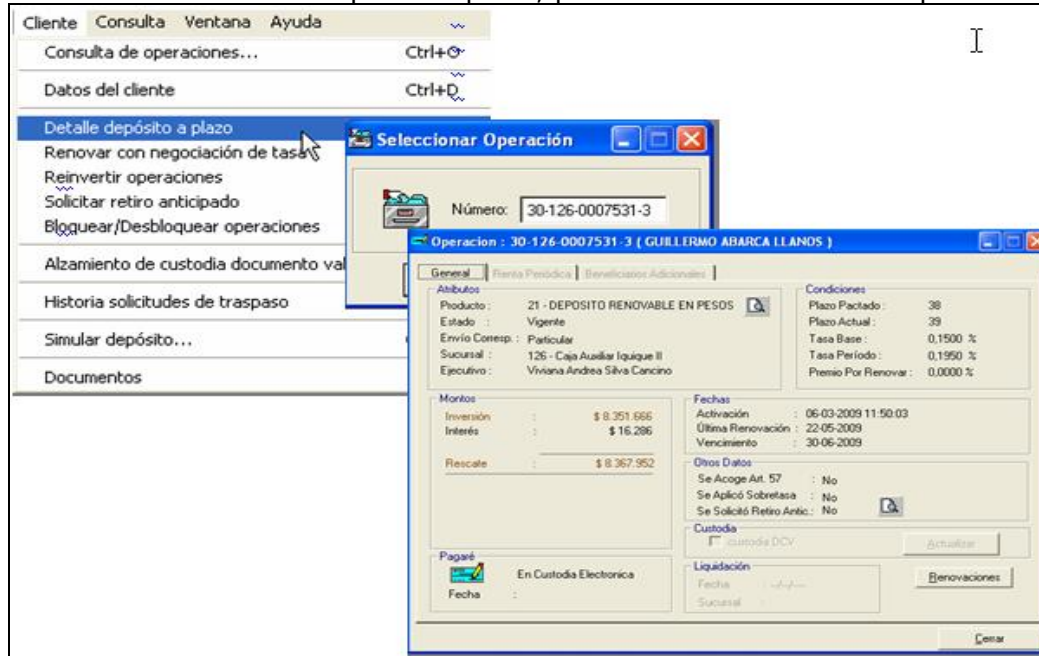 Cliente Consulta Ventana Ayuda
Consulta de operaciones... Ctrl+O
Datos del cliente Ctrl+D
Detalle depósito a plazo
Renovar con negociación de tasa
Reinvertir operaciones
Solicitar retiro anticipado
Bloquear/Desbloquear operaciones
Alzamiento de custodia documento val
Historia solicitudes de traspaso
Simular depósito...
Documentos
Seleccionar Operación
Número: 30-126-0007531-3
Operacion : 30-126-0007531-3 ( GUILLERMO ABARCA LLANOS )
General Renta Periódica Beneficiarios Adicionales
Atributos
Producto : 21 - DEPOSITO RENOVABLE EN PESOS
Estado : Vigente
Envío Corresp. : Particular
Sucursal : 126 - Caja Auxiliar Iquique II
Ejecutivo : Viviana Andrea Silva Cancino
Condiciones
Plazo Pactado : 38
Plazo Actual : 39
Tasa Base : 0,1500 %
Tasa Período : 0,1950 %
Premio Por Renovar : 0,0000 %
Montos
Inversión : $ 8.351.666
Interés : $ 16.286
Rescate : $ 8.367.952
Fechas
Activación : 06-03-2009 11:50:03
Última Renovación : 22-05-2009
Vencimiento : 30-06-2009
Otros Datos
Se Acoge Art. 57 : No
Se Aplicó Sobretasa : No
Se Solicitó Retiro Antic.: No
Custodia
custodia DCV Actualizar
Pagaré
En Custodia Electronica
Fecha :
Liquidación
Fecha : --/--/----
Sucursal :
Renovaciones
Cerrar